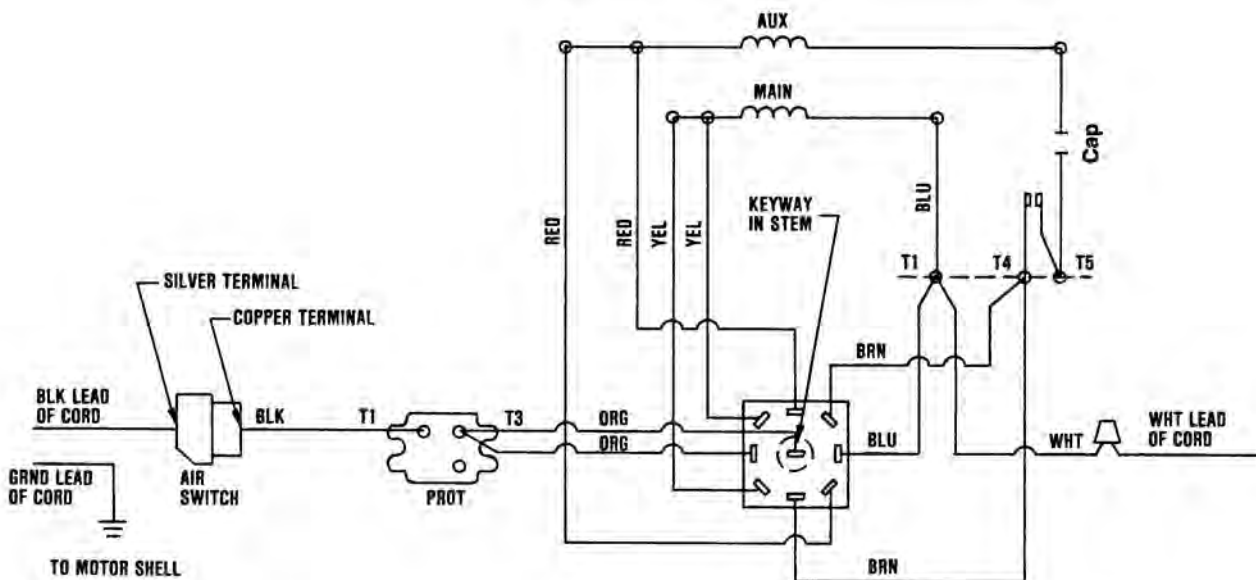 AUX
MAIN
Cap
RED
RED
YEL
YEL
BLU
KEYWAY
IN STEM
T1
T4
T5
SILVER TERMINAL
COPPER TERMINAL
BRN
BLK LEAD
OF CORD
BLK
T1
T3
ORG
ORG
BLU
WHT
WHT LEAD
OF CORD
GRND LEAD
OF CORD
AIR
SWITCH
PROT
TO MOTOR SHELL
BRN